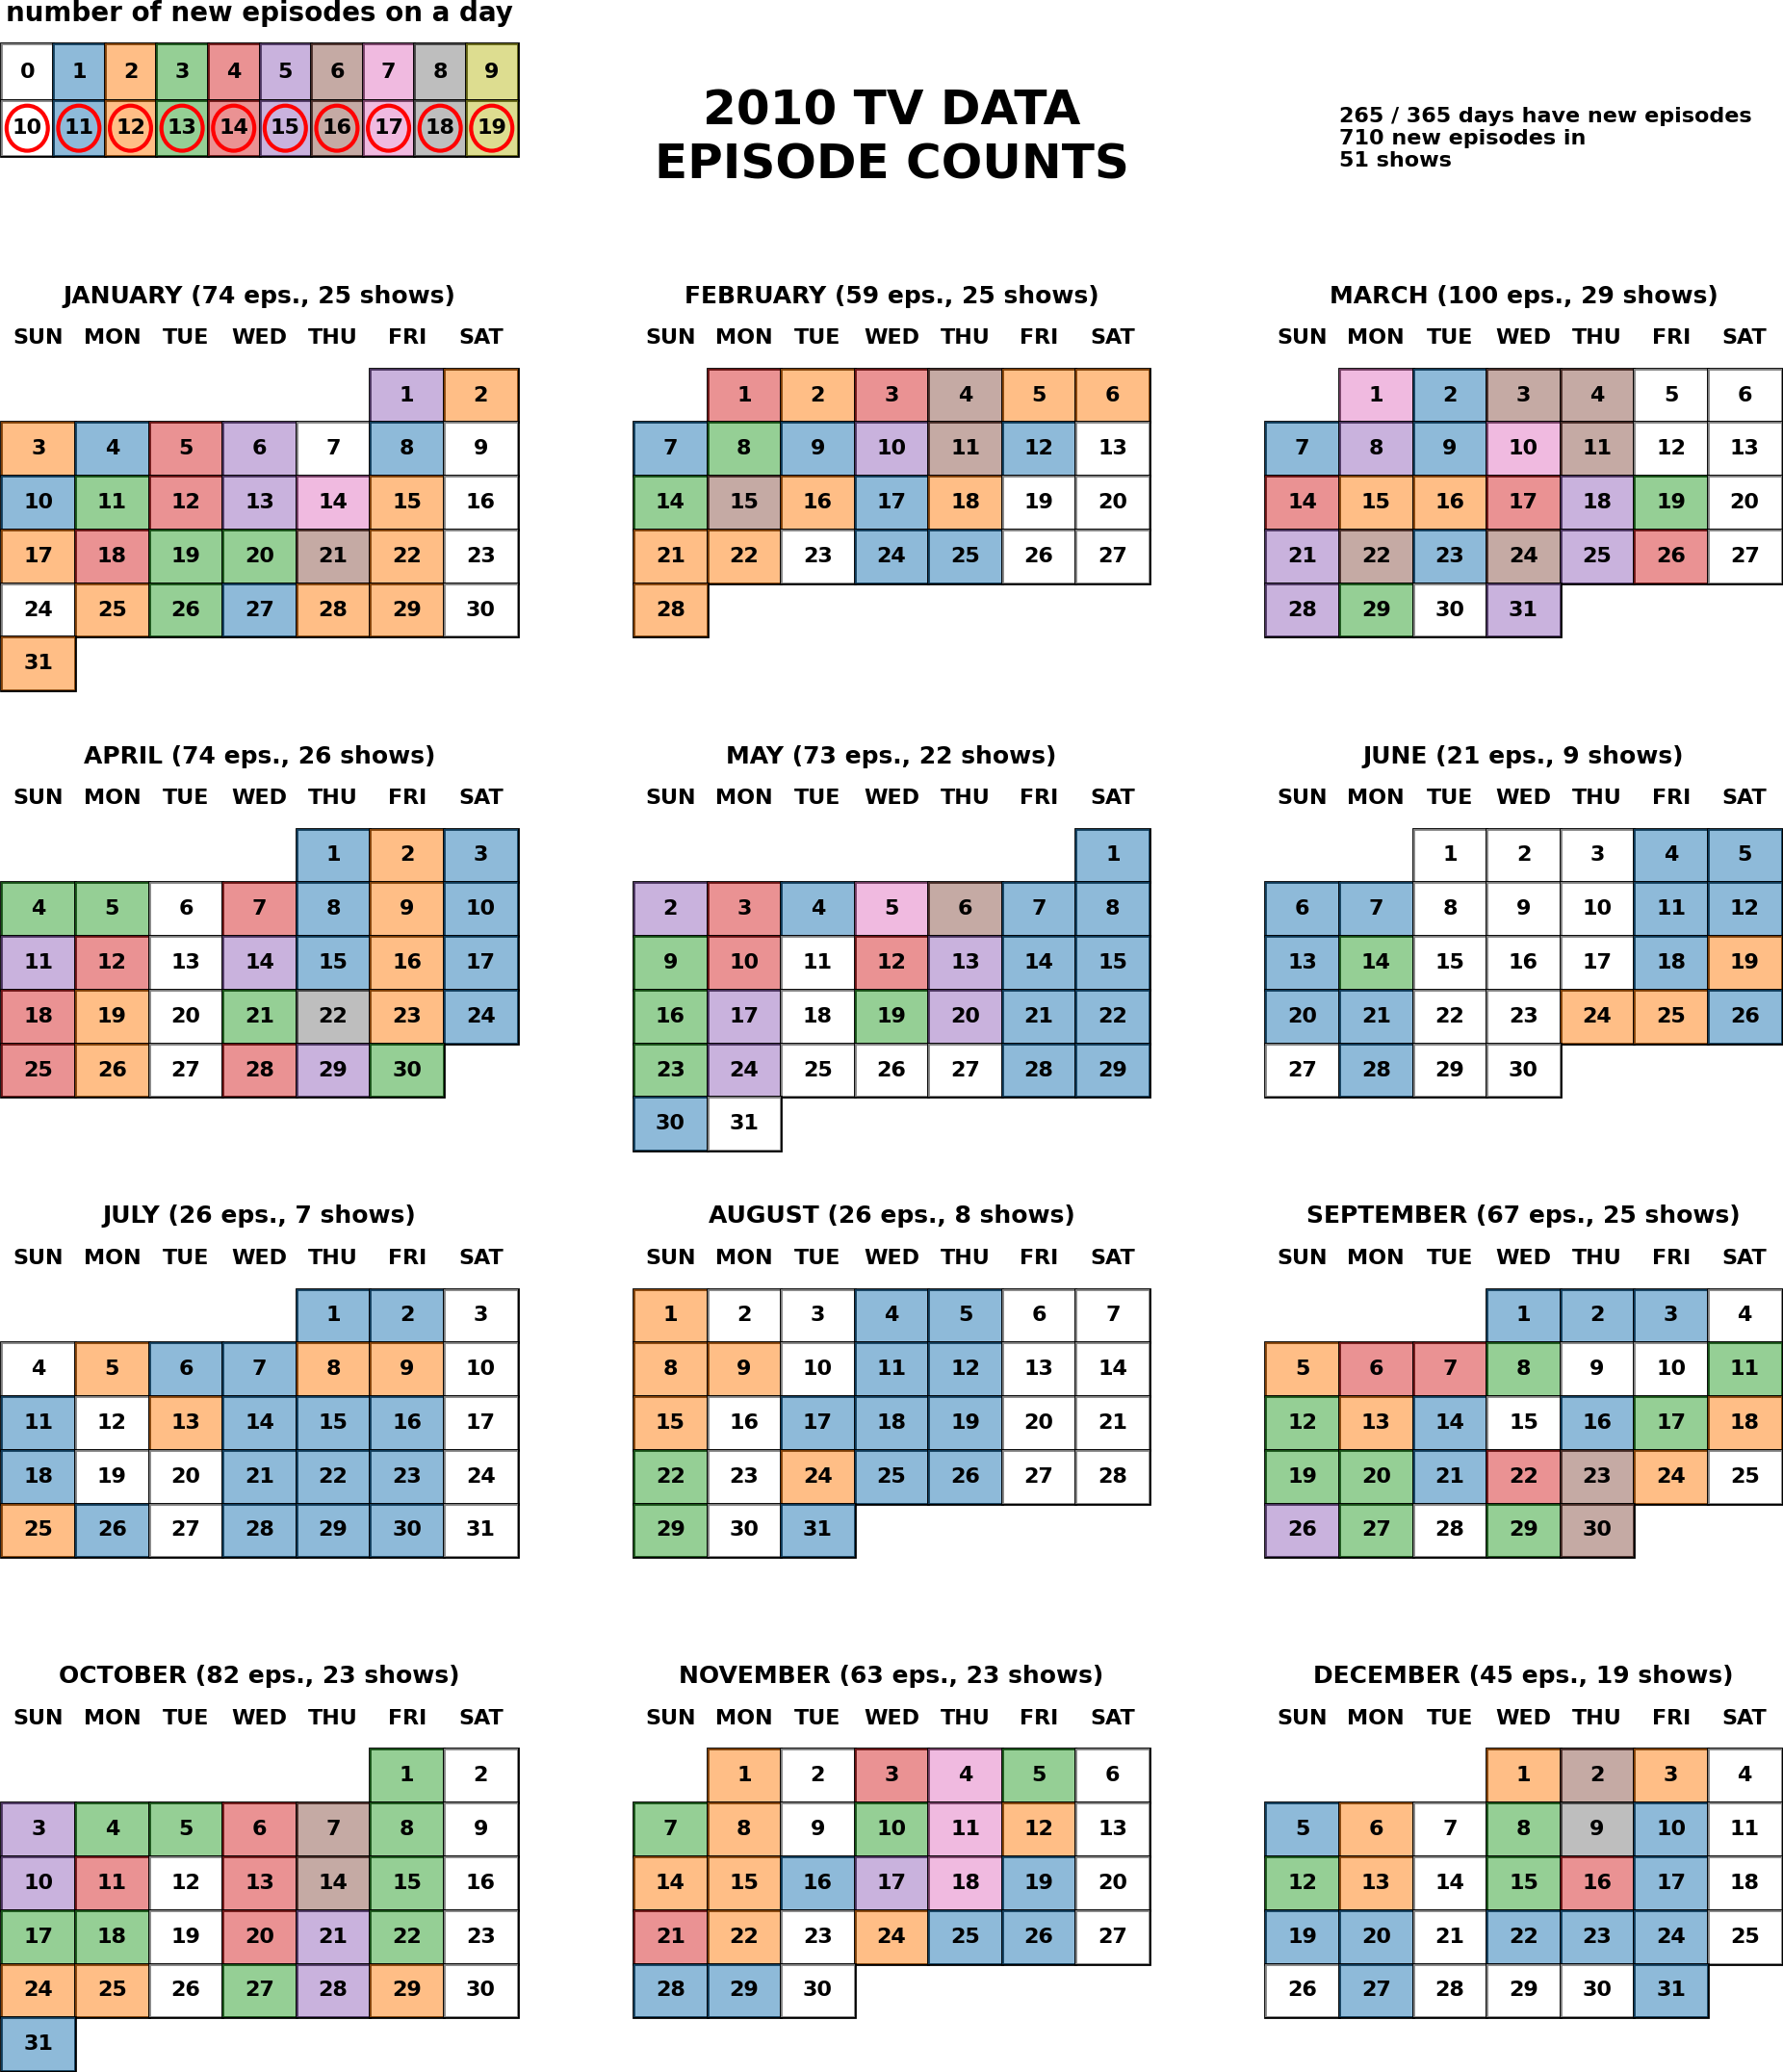 number of new episodes on a day
0 1 2 3 4 5 6 7 8 9
10 11 12 13 14 15 16 17 18 19
2010 TV DATA
EPISODE COUNTS
265 / 365 days have new episodes
710 new episodes in
51 shows
JANUARY (74 eps., 25 shows)
SUN MON TUE WED THU FRI SAT
1 2
3 4 5 6 7 8 9
10 11 12 13 14 15 16
17 18 19 20 21 22 23
24 25 26 27 28 29 30
31
FEBRUARY (59 eps., 25 shows)
SUN MON TUE WED THU FRI SAT
1 2 3 4 5 6
7 8 9 10 11 12 13
14 15 16 17 18 19 20
21 22 23 24 25 26 27
28
MARCH (100 eps., 29 shows)
SUN MON TUE WED THU FRI SAT
1 2 3 4 5 6
7 8 9 10 11 12 13
14 15 16 17 18 19 20
21 22 23 24 25 26 27
28 29 30 31
APRIL (74 eps., 26 shows)
SUN MON TUE WED THU FRI SAT
1 2 3
4 5 6 7 8 9 10
11 12 13 14 15 16 17
18 19 20 21 22 23 24
25 26 27 28 29 30
MAY (73 eps., 22 shows)
SUN MON TUE WED THU FRI SAT
1
2 3 4 5 6 7 8
9 10 11 12 13 14 15
16 17 18 19 20 21 22
23 24 25 26 27 28 29
30 31
JUNE (21 eps., 9 shows)
SUN MON TUE WED THU FRI SAT
1 2 3 4 5
6 7 8 9 10 11 12
13 14 15 16 17 18 19
20 21 22 23 24 25 26
27 28 29 30
JULY (26 eps., 7 shows)
SUN MON TUE WED THU FRI SAT
1 2 3
4 5 6 7 8 9 10
11 12 13 14 15 16 17
18 19 20 21 22 23 24
25 26 27 28 29 30 31
AUGUST (26 eps., 8 shows)
SUN MON TUE WED THU FRI SAT
1 2 3 4 5 6 7
8 9 10 11 12 13 14
15 16 17 18 19 20 21
22 23 24 25 26 27 28
29 30 31
SEPTEMBER (67 eps., 25 shows)
SUN MON TUE WED THU FRI SAT
1 2 3 4
5 6 7 8 9 10 11
12 13 14 15 16 17 18
19 20 21 22 23 24 25
26 27 28 29 30
OCTOBER (82 eps., 23 shows)
SUN MON TUE WED THU FRI SAT
1 2
3 4 5 6 7 8 9
10 11 12 13 14 15 16
17 18 19 20 21 22 23
24 25 26 27 28 29 30
31
NOVEMBER (63 eps., 23 shows)
SUN MON TUE WED THU FRI SAT
1 2 3 4 5 6
7 8 9 10 11 12 13
14 15 16 17 18 19 20
21 22 23 24 25 26 27
28 29 30
DECEMBER (45 eps., 19 shows)
SUN MON TUE WED THU FRI SAT
1 2 3 4
5 6 7 8 9 10 11
12 13 14 15 16 17 18
19 20 21 22 23 24 25
26 27 28 29 30 31